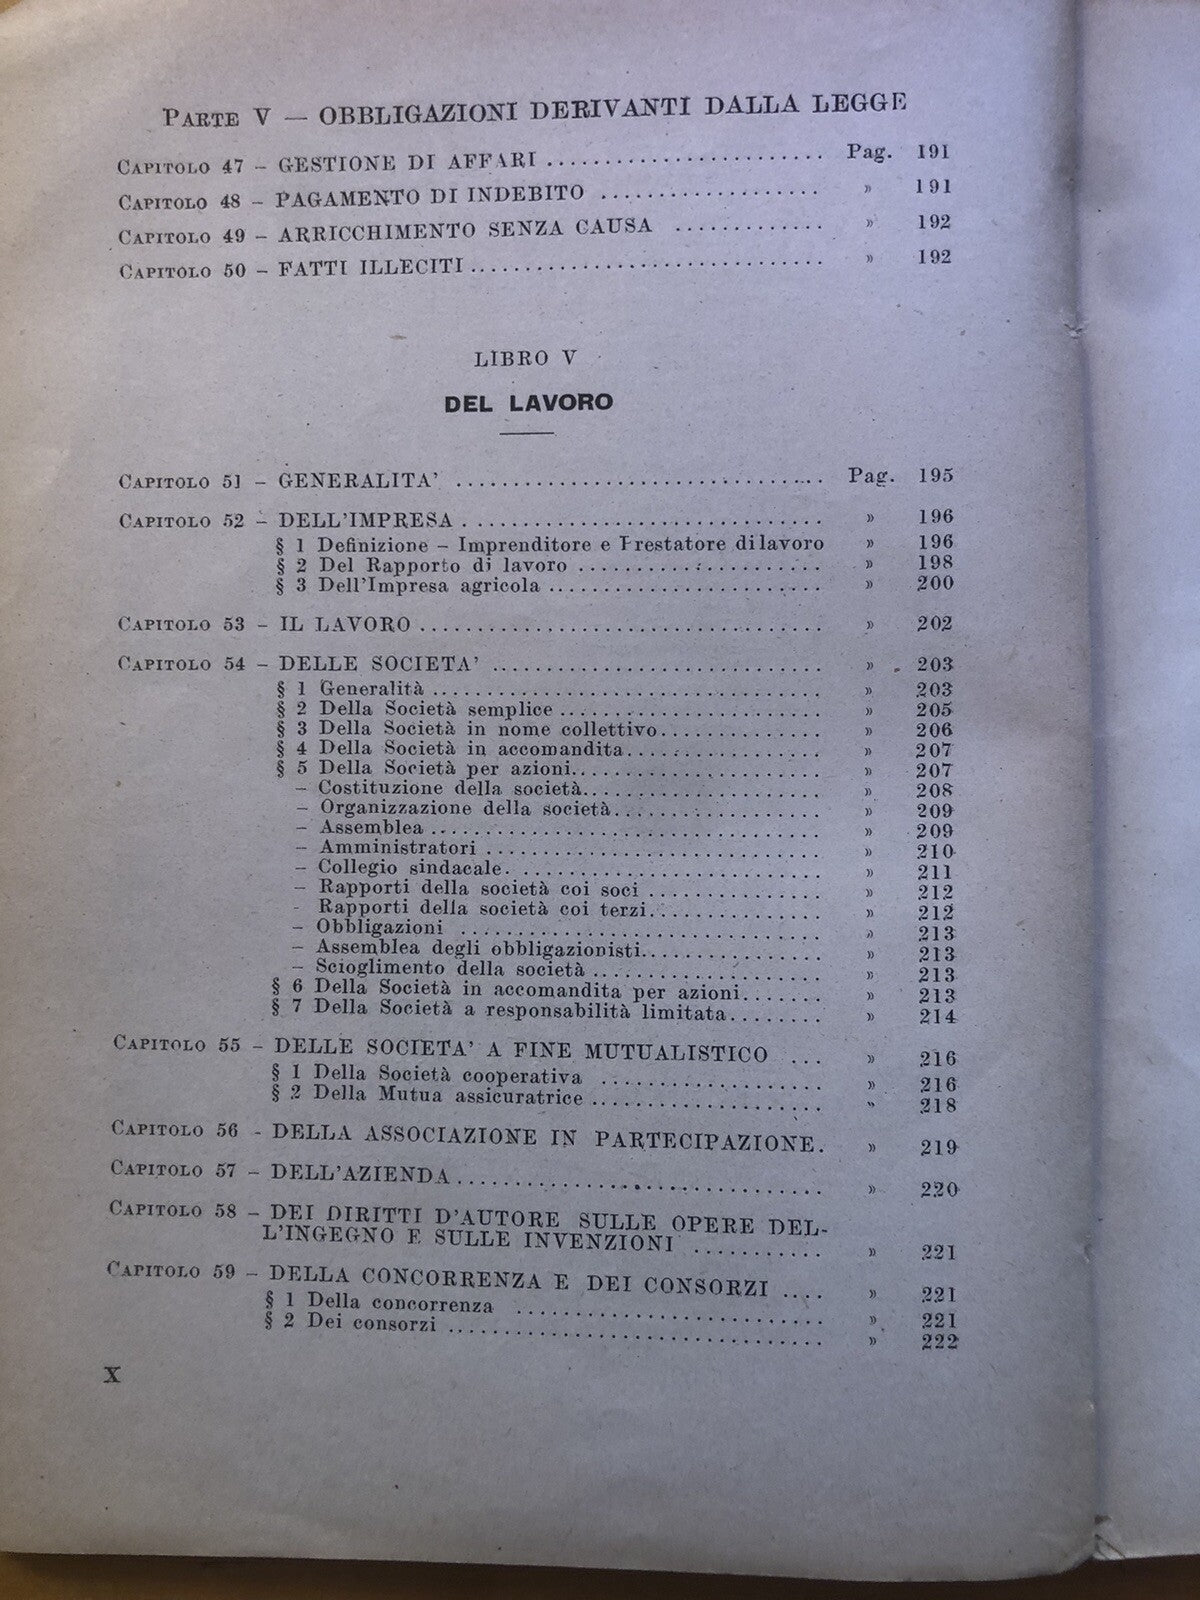 PARTE V — OBBLIGAZIONI DERIVANTI DALLA LEGGE
CAPITOLO 47 – GESTIONE DI AFFARI .......................... Pag. 191
CAPITOLO 48 – PAGAMENTO DI INDEBITO .................... » 191
CAPITOLO 49 – ARRICCHIMENTO SENZA CAUSA ............. » 192
CAPITOLO 50 – FATTI ILLECITI ................................ » 192
LIBRO V
DEL LAVORO
CAPITOLO 51 – GENERALITA' ................................ Pag. 195
CAPITOLO 52 – DELL'IMPRESA ................................ » 196
§ 1 Definizione – Imprenditore e Prestatore di lavoro » 196
§ 2 Del Rapporto di lavoro ....................... » 198
§ 3 Dell'Impresa agricola .......................... » 200
CAPITOLO 53 – IL LAVORO .................................... » 202
CAPITOLO 54 – DELLE SOCIETA' .............................. » 203
§ 1 Generalità .................................... » 203
§ 2 Della Società semplice ........................ » 205
§ 3 Della Società in nome collettivo............... » 206
§ 4 Della Società in accomandita................... » 207
§ 5 Della Società per azioni....................... » 207
– Costituzione della società..................... » 208
– Organizzazione della società................... » 209
– Assemblea .................................... » 209
– Amministratori ............................... » 210
– Collegio sindacale............................. » 211
– Rapporti della società coi soci ................ » 212
- Rapporti della società coi terzi................ » 212
– Obbligazioni ................................. » 213
– Assemblea degli obbligazionisti................. » 213
– Scioglimento della società ..................... » 213
§ 6 Della Società in accomandita per azioni....... » 213
§ 7 Della Società a responsabilità limitata........ » 214
CAPITOLO 55 – DELLE SOCIETA' A FINE MUTUALISTICO ... » 216
§ 1 Della Società cooperativa ..................... » 216
§ 2 Della Mutua assicuratrice ..................... » 218
CAPITOLO 56 - DELLA ASSOCIAZIONE IN PARTECIPAZIONE. » 219
CAPITOLO 57 – DELL'AZIENDA ................................ » 220
CAPITOLO 58 – DEI DIRITTI D'AUTORE SULLE OPERE DEL-
L'INGEGNO E SULLE INVENZIONI ........... » 221
CAPITOLO 59 – DELLA CONCORRENZA E DEI CONSORZI .... » 221
§ 1 Della concorrenza ............................ » 221
§ 2 Dei consorzi .................................. » 222
X